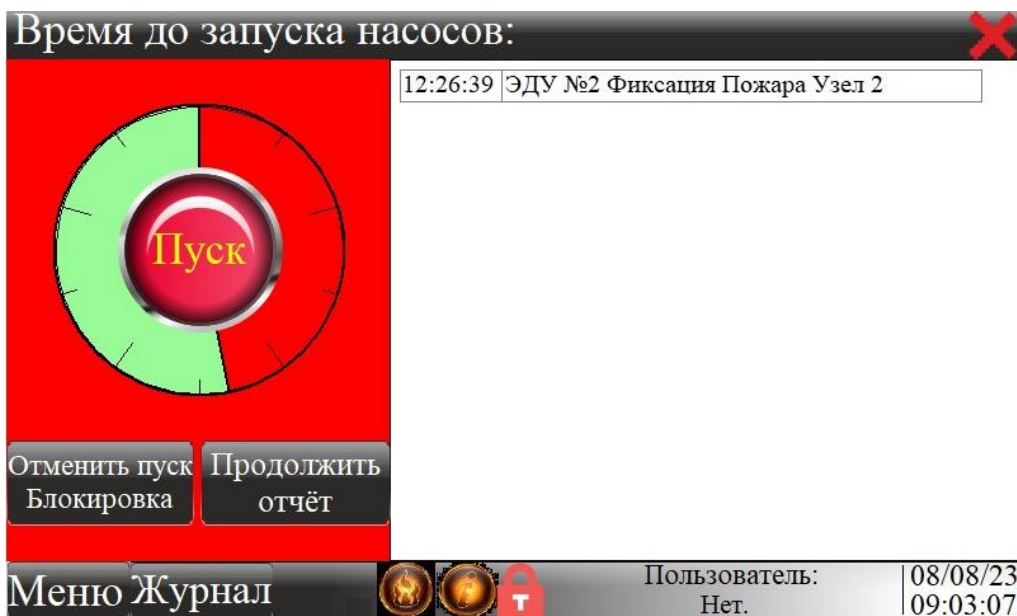 Время до запуска насосов:
12:26:39 ЭДУ №2 Фиксация Пожара Узел 2
Пуск
Отменить пуск
Блокировка
Продолжить
отчёт
Меню Журнал
T
Пользователь:
Нет.
08/08/23
09:03:07